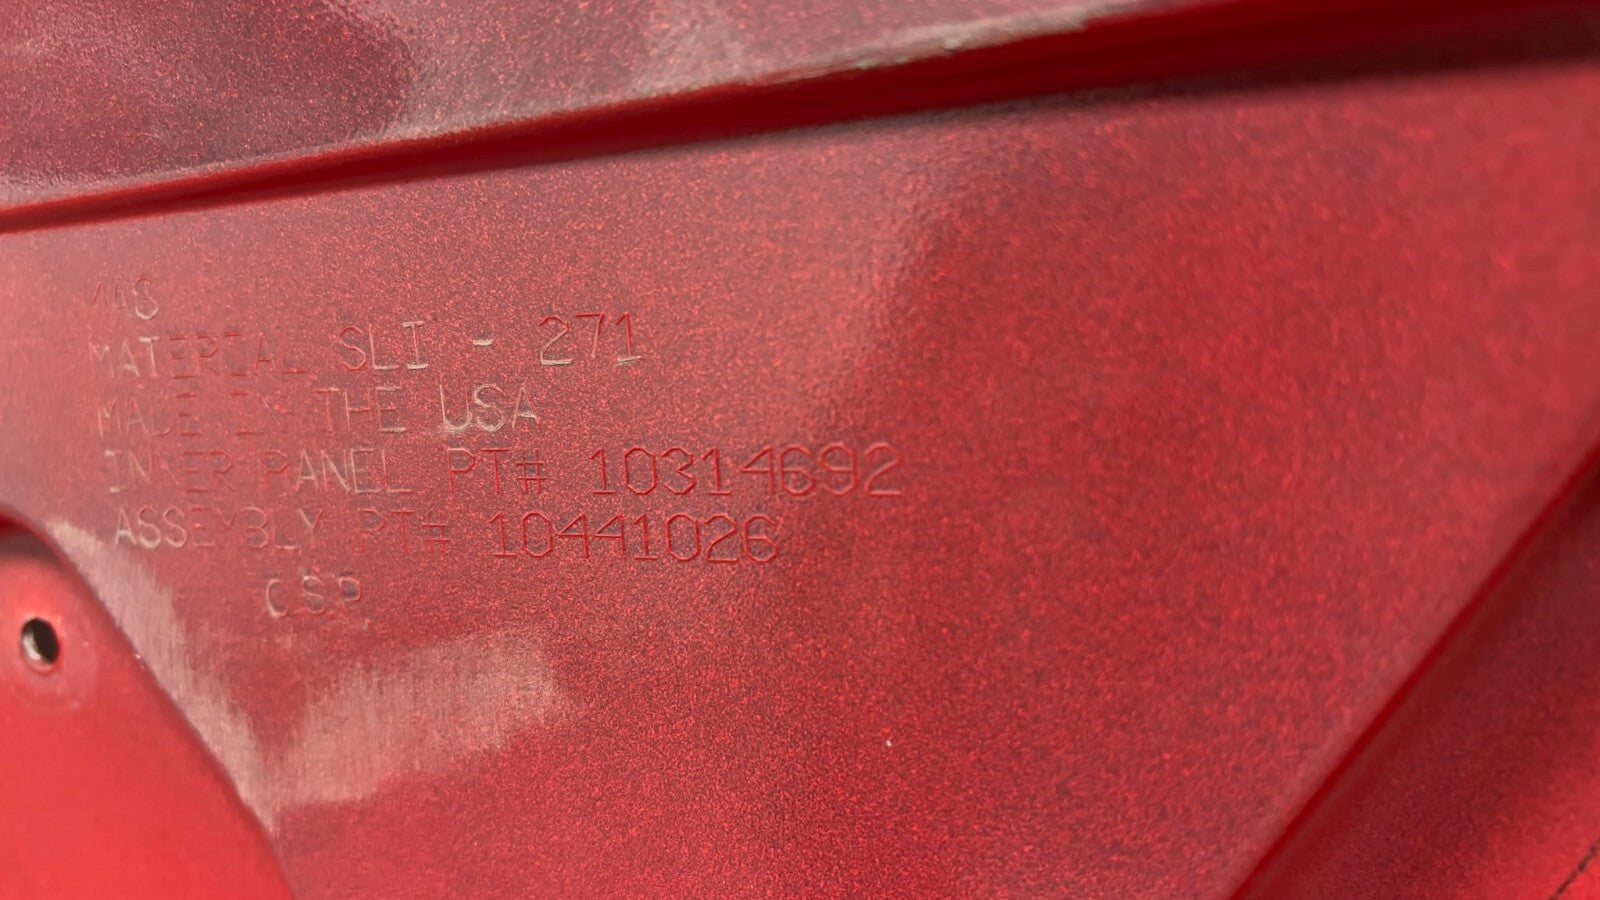 MATERIAL SLI - 271
MADE IN THE USA
INNER PANEL PT# 10314692
ASSEMBLY PT# 10441026
C.S.P.